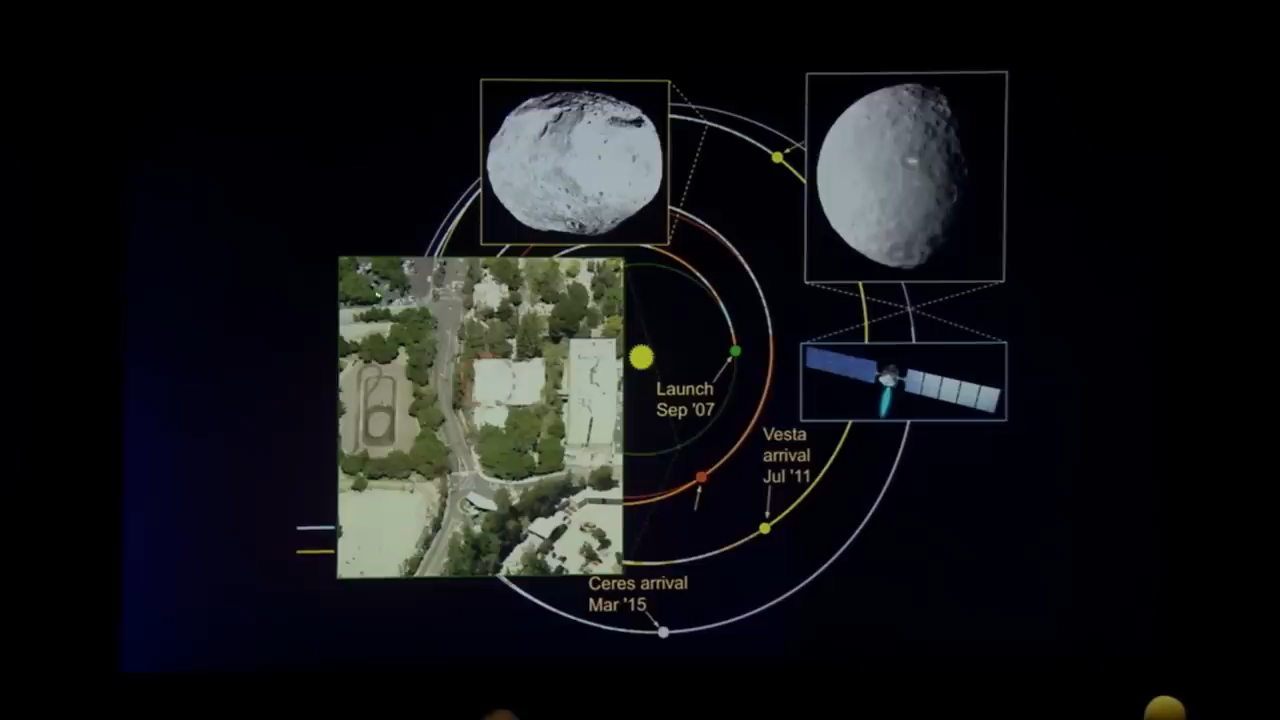 Launch
Sep '07
Vesta
arrival
Jul '11
Ceres arrival
Mar '15